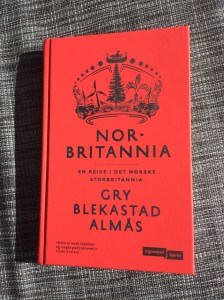 NOR-
BRITANNIA
EN REISE I DET NORSKE
STORBRITANNIA
GRY
BLEKASTAD
ALMÅS